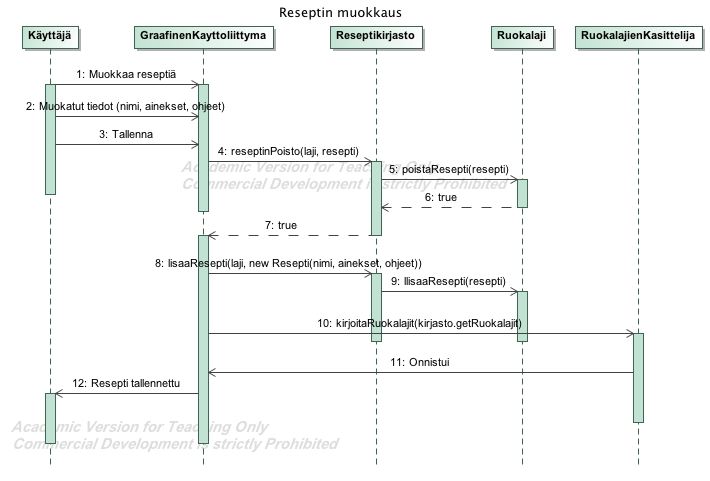 Reseptin muokkaus
Käyttäjä
GraafinenKayttoliittyma
Reseptikirjasto
Ruokalaji
RuokalajienKasittelija
1: Muokkaa reseptiä
2: Muokatut tiedot (nimi, ainekset, ohjeet)
3: Tallenna
4: reseptinPoisto(laji, resepti)
Academic Version for Teaching Only
5: poistaResepti(resepti)
Commercial Development is strictly Prohibited
6: true
7: true
8: lisaaResepti(laji, new Resepti(nimi, ainekset, ohjeet))
9: llisaaResepti(resepti)
10: kirjoitaRuokalajit(kirjasto.getRuokalajit)
11: Onnistui
12: Resepti tallennettu
Academic Version for Teaching Only
Commercial Development is strictly Prohibited